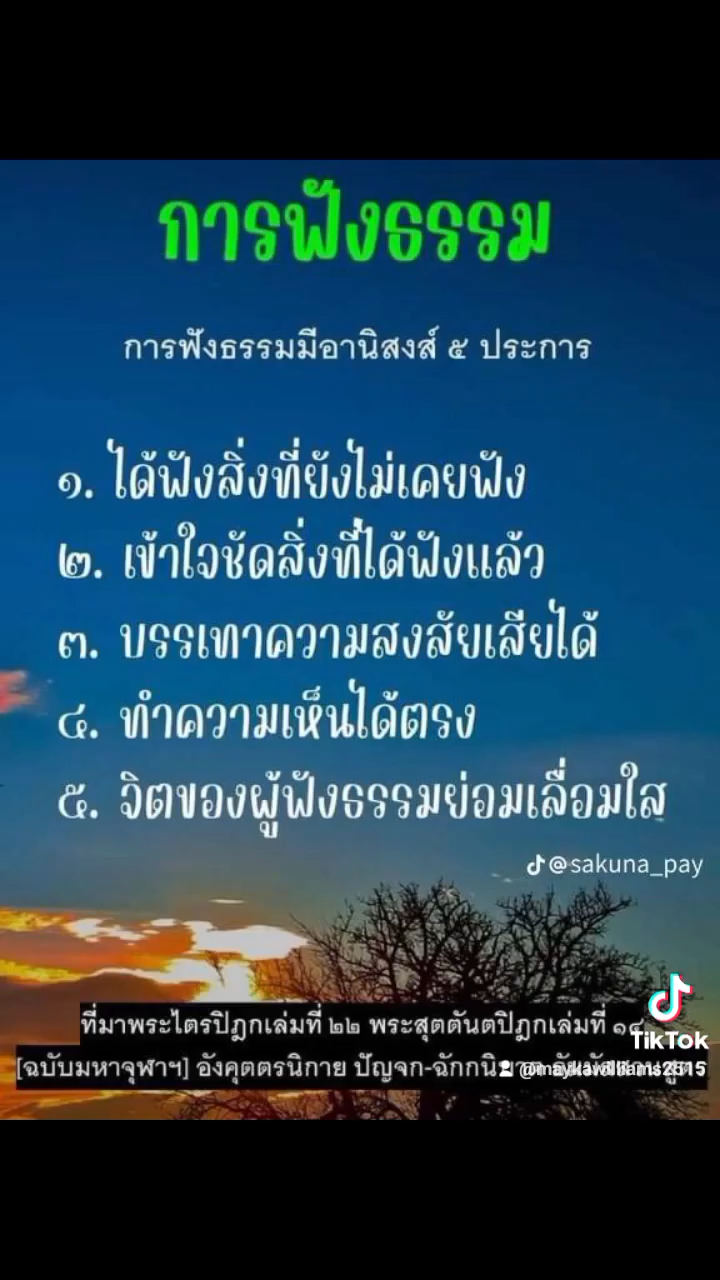 การฟังธรรม
การฟังธรรมมีอานิสงส์ ๕ ประการ
๑. ได้ฟังสิ่งที่ยังไม่เคยฟัง
๒. เข้าใจชัดสิ่งที่ได้ฟังแล้ว
๓. บรรเทาความสงสัยเสียได้
๔. ทำความเห็นได้ตรง
๕. จิตของผู้ฟังธรรมย่อมเลื่อมใส
@sakuna_pay
ที่มาพระไตรปิฎกเล่มที่ ๒๒ พระสุตตันตปิฎกเล่มที่ ๑๔
TikTok
[ฉบับมหาจุฬาฯ] อังคุตตรนิกาย ปัญจก-ฉักกนิ